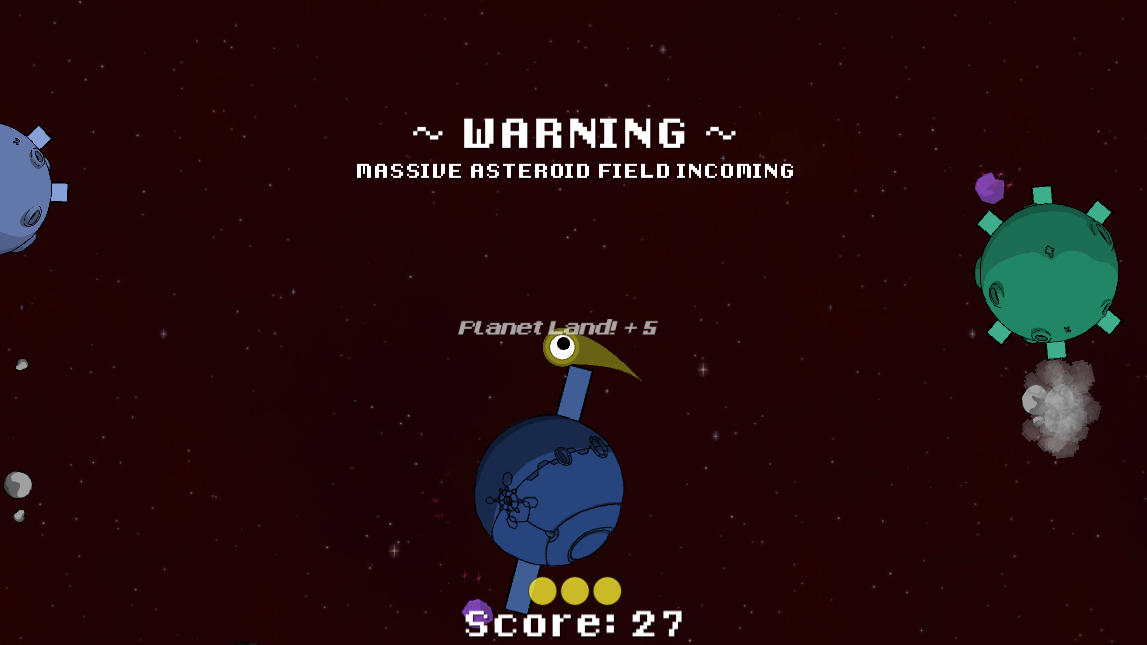 ~ WARNING ~
MASSIVE ASTEROID FIELD INCOMING
Planet Land! + 5
Score: 27